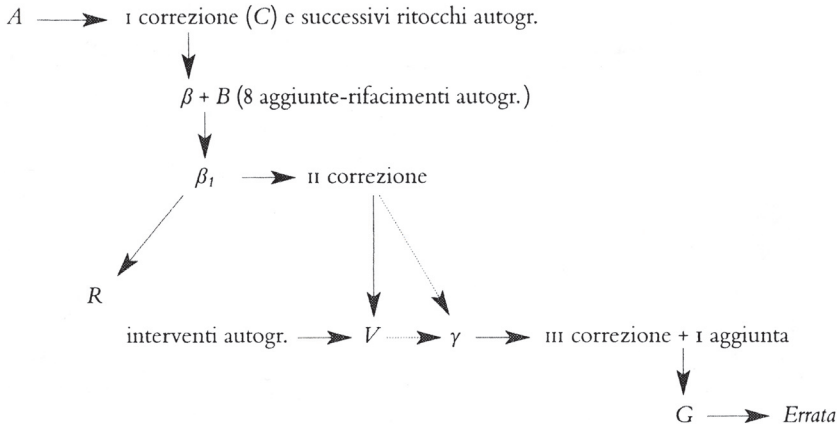 A I correzione (C) e successivi ritocchi autogr.
β + B (8 aggiunte-rifacimenti autogr.)
β1 II correzione
R
interventi autogr. V γ III correzione + I aggiunta
G Errata